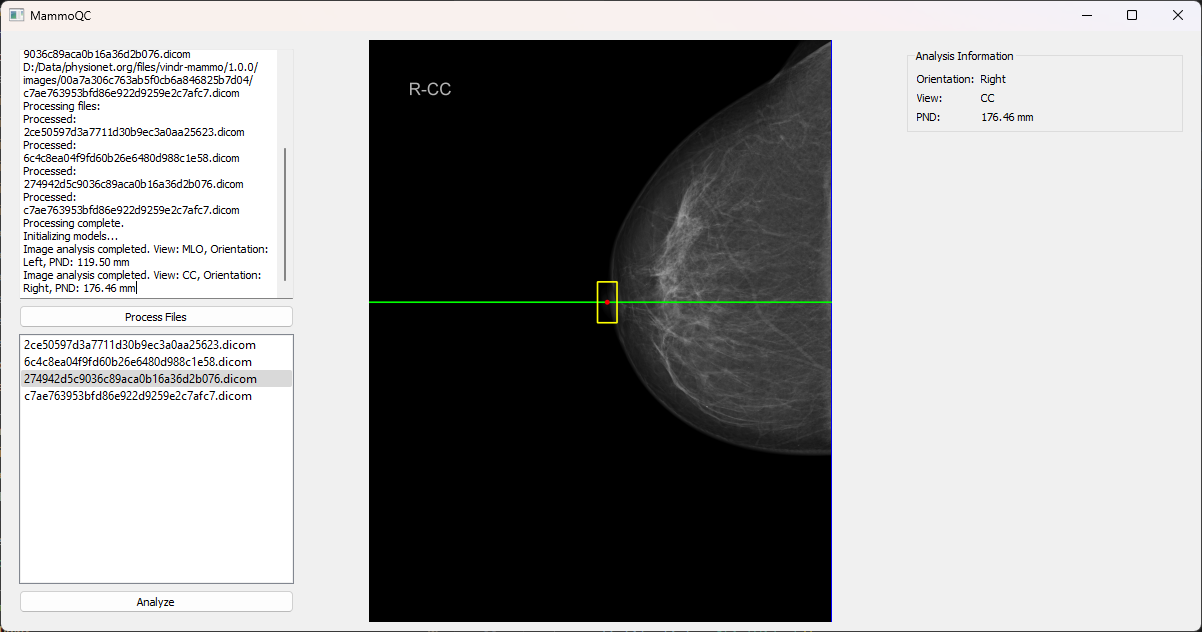 MammoQC
9036c89aca0b16a36d2b076.dicom
D:/Data/physionet.org/files/vindr-mammo/1.0.0/
images/00a7a306c763ab5f0cb6a846825b7d04/
c7ae763953bfd86e922d9259e2c7afc7.dicom
Processing files:
Processed:
2ce50597d3a7711d30b9ec3a0aa25623.dicom
Processed:
6c4c8ea04f9fd60b26e6480d988c1e58.dicom
Processed:
274942d5c9036c89aca0b16a36d2b076.dicom
Processed:
c7ae763953bfd86e922d9259e2c7afc7.dicom
Processing complete.
Initializing models...
Image analysis completed. View: MLO, Orientation:
Left, PND: 119.50 mm
Image analysis completed. View: CC, Orientation:
Right, PND: 176.46 mm
Process Files
2ce50597d3a7711d30b9ec3a0aa25623.dicom
6c4c8ea04f9fd60b26e6480d988c1e58.dicom
274942d5c9036c89aca0b16a36d2b076.dicom
c7ae763953bfd86e922d9259e2c7afc7.dicom
Analyze
R-CC
Analysis Information
Orientation: Right
View: CC
PND: 176.46 mm